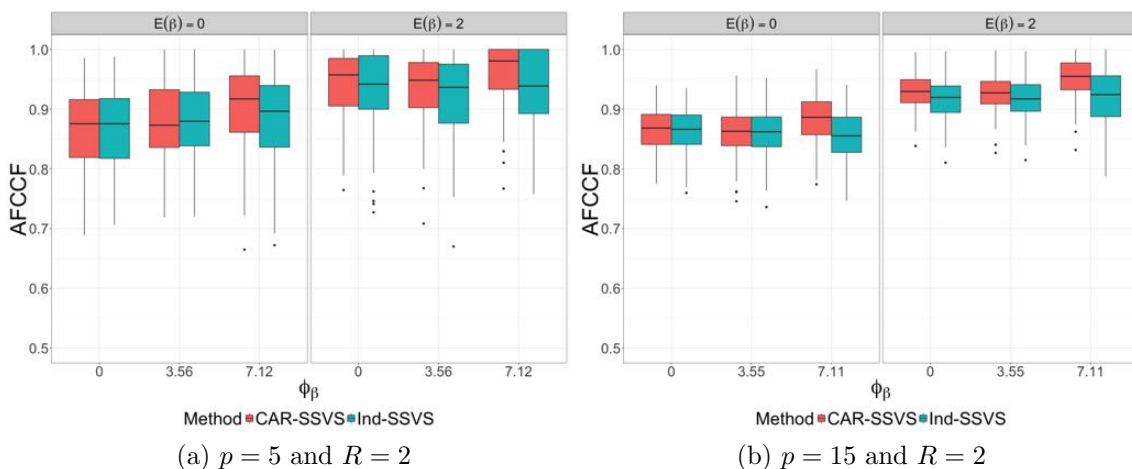 E(β) = 0
E(β) = 2
1.0
0.9
0.8
0.7
0.6
0.5
AFCCF
0 3.56 7.12 0 3.56 7.12
ϕβ
Method CAR-SSVS Ind-SSVS
(a) p = 5 and R = 2
E(β) = 0
E(β) = 2
1.0
0.9
0.8
0.7
0.6
0.5
AFCCF
0 3.55 7.11 0 3.55 7.11
ϕβ
Method CAR-SSVS Ind-SSVS
(b) p = 15 and R = 2